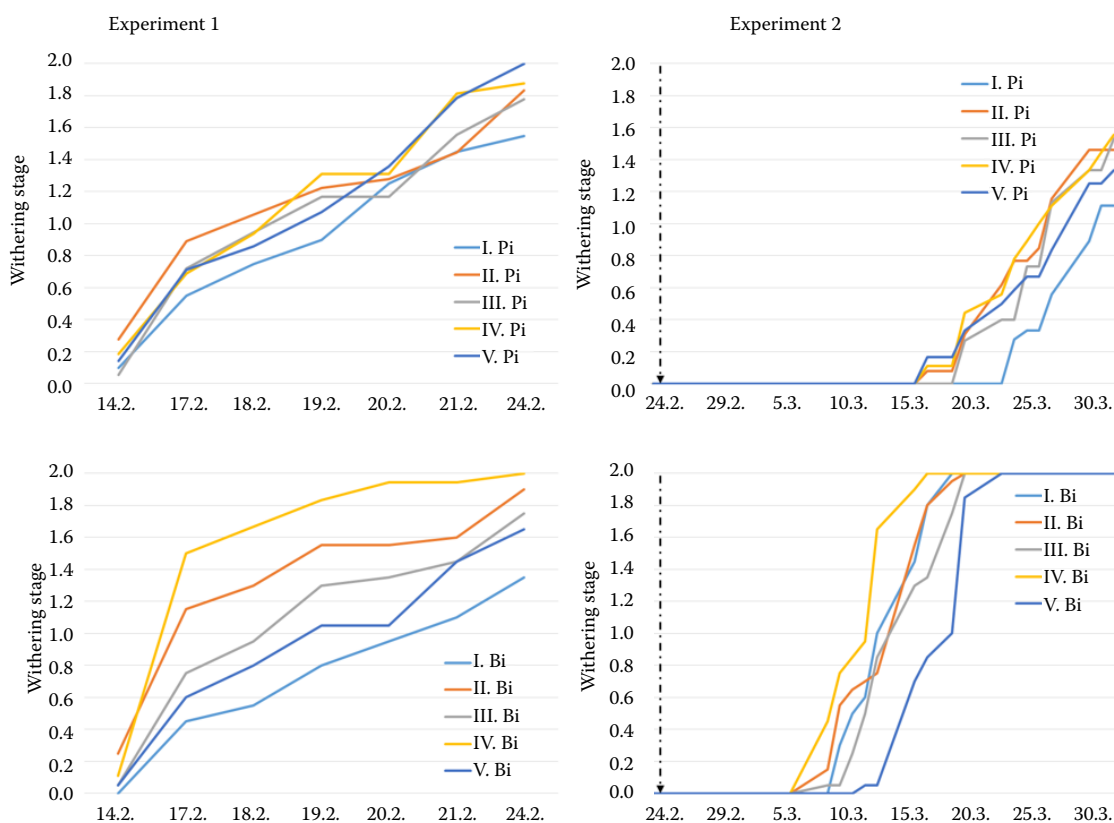 Experiment 1
Experiment 2
Withering stage
2.0
1.8
1.6
1.4
1.2
1.0
0.8
0.6
0.4
0.2
0.0
I. Pi
II. Pi
III. Pi
IV. Pi
V. Pi
14.2. 17.2. 18.2. 19.2. 20.2. 21.2. 24.2.
Withering stage
2.0
1.8
1.6
1.4
1.2
1.0
0.8
0.6
0.4
0.2
0.0
I. Pi
II. Pi
III. Pi
IV. Pi
V. Pi
24.2. 29.2. 5.3. 10.3. 15.3. 20.3. 25.3. 30.3.
Withering stage
2.0
1.8
1.6
1.4
1.2
1.0
0.8
0.6
0.4
0.2
0.0
I. Bi
II. Bi
III. Bi
IV. Bi
V. Bi
14.2. 17.2. 18.2. 19.2. 20.2. 21.2. 24.2.
Withering stage
2.0
1.8
1.6
1.4
1.2
1.0
0.8
0.6
0.4
0.2
0.0
I. Bi
II. Bi
III. Bi
IV. Bi
V. Bi
24.2. 29.2. 5.3. 10.3. 15.3. 20.3. 25.3. 30.3.